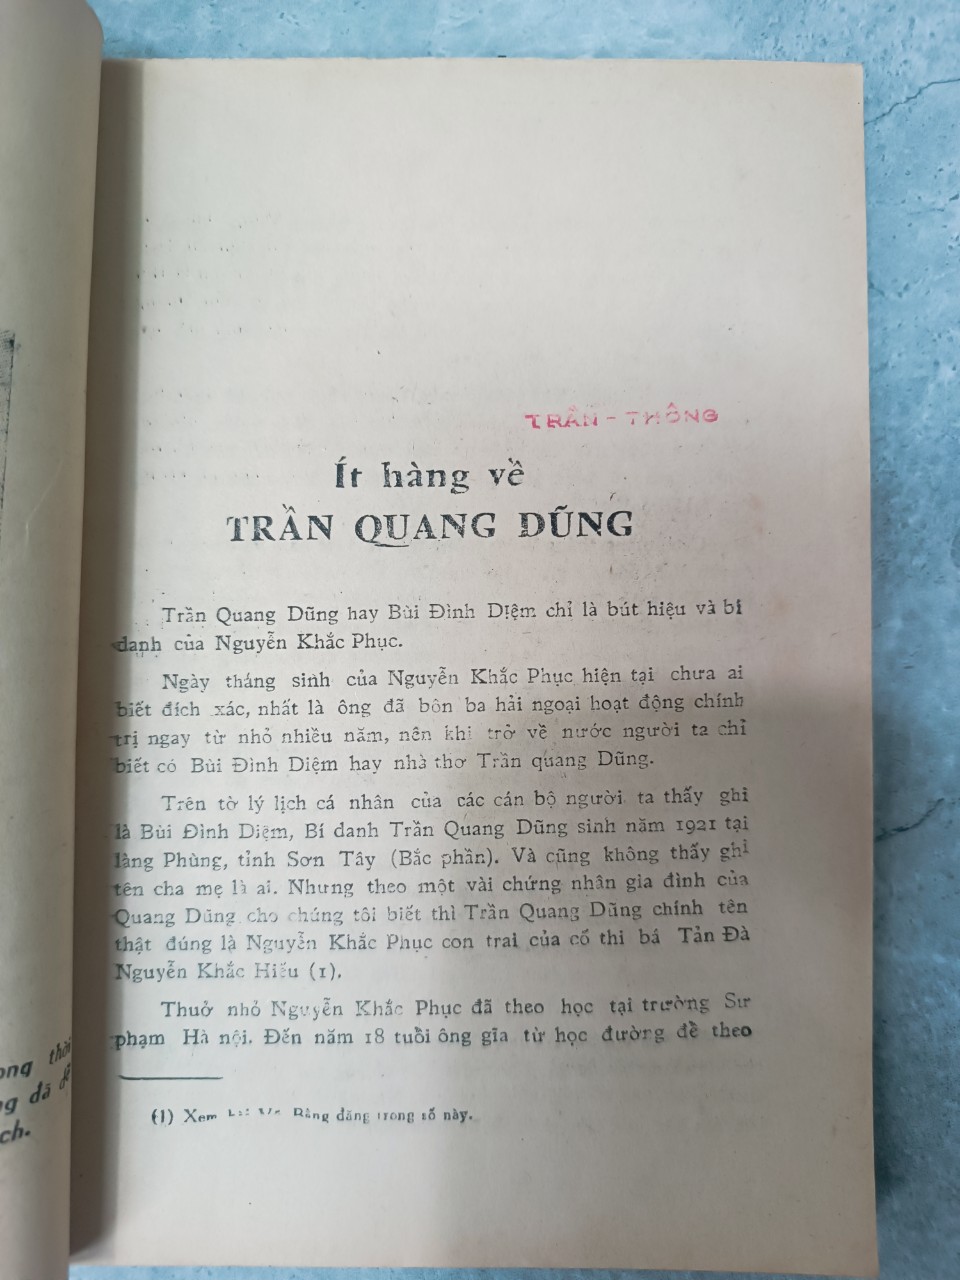 TRẦN - THÔNG
Ít hàng về
TRẦN QUANG DŨNG
Trần Quang Dũng hay Bùi Đình Diệm chỉ là bút hiệu và bí
danh của Nguyễn Khắc Phục.
Ngày tháng sinh của Nguyễn Khắc Phục hiện tại chưa ai
biết đích xác, nhất là ông đã bôn ba hải ngoại hoạt động chính
trị ngay từ nhỏ nhiều năm, nên khi trở về nước người ta chỉ
biết có Bùi Đình Diệm hay nhà thơ Trần quang Dũng.
Trên tờ lý lịch cá nhân của các cán bộ người ta thấy ghi
là Bùi Đình Diệm, Bí danh Trần Quang Dũng sinh năm 1921 tại
làng Phùng, tỉnh Sơn Tây (Bắc phần). Và cũng không thấy ghi
tên cha mẹ là ai. Nhưng theo một vài chứng nhân gia đình của
Quang Dũng cho chúng tôi biết thì Trần Quang Dũng chính tên
thật đúng là Nguyễn Khắc Phục con trai của cố thi bá Tản Đà
Nguyễn Khắc Hiếu (1).
Thuở nhỏ Nguyễn Khắc Phục đã theo học tại trường Sư
phạm Hà nội. Đến năm 18 tuổi ông gĩa từ học đường để theo
(1) Xem Bằng đăng trong số này.
thời
ng đã để
ch.